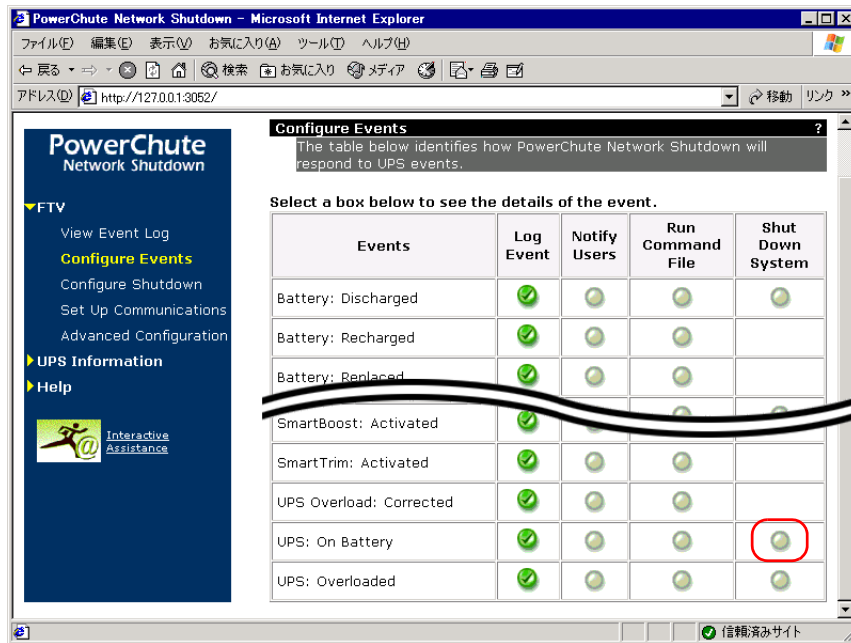 PowerChute Network Shutdown - Microsoft Internet Explorer
ファイル(F) 編集(E) 表示(V) お気に入り(A) ツール(T) ヘルプ(H)
戻る 検索 お気に入り メディア
アドレス(D) http://127.0.0.1:3052/ 移動 リンク »
PowerChute
Network Shutdown
FTV
View Event Log
Configure Events
Configure Shutdown
Set Up Communications
Advanced Configuration
UPS Information
Help
Interactive
Assistance
Configure Events ?
The table below identifies how PowerChute Network Shutdown will
respond to UPS events.
Select a box below to see the details of the event.
Events Log Event Notify Users Run Command File Shut Down System
Battery: Discharged
Battery: Recharged
Battery: Replaced
SmartBoost: Activated
SmartTrim: Activated
UPS Overload: Corrected
UPS: On Battery
UPS: Overloaded
信頼済みサイト